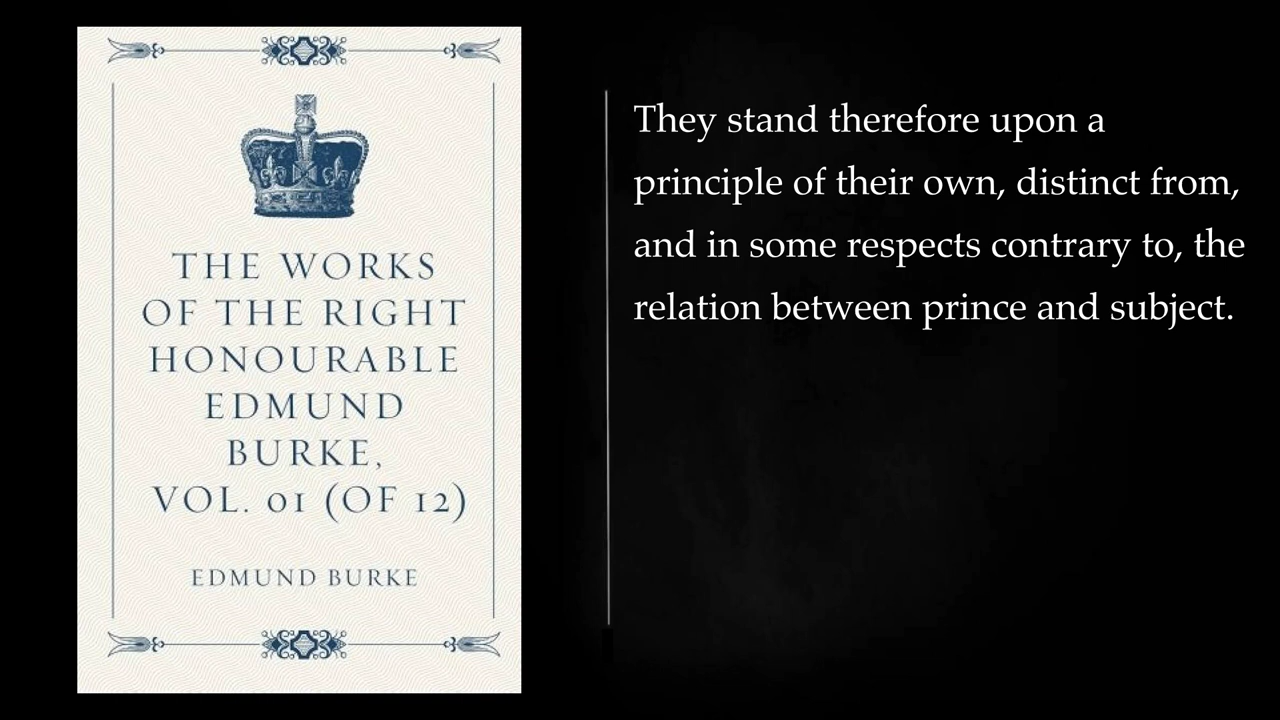 THE WORKS
OF THE RIGHT
HONOURABLE
EDMUND
BURKE,
VOL. 01 (OF 12)
EDMUND BURKE
They stand therefore upon a
principle of their own, distinct from,
and in some respects contrary to, the
relation between prince and subject.